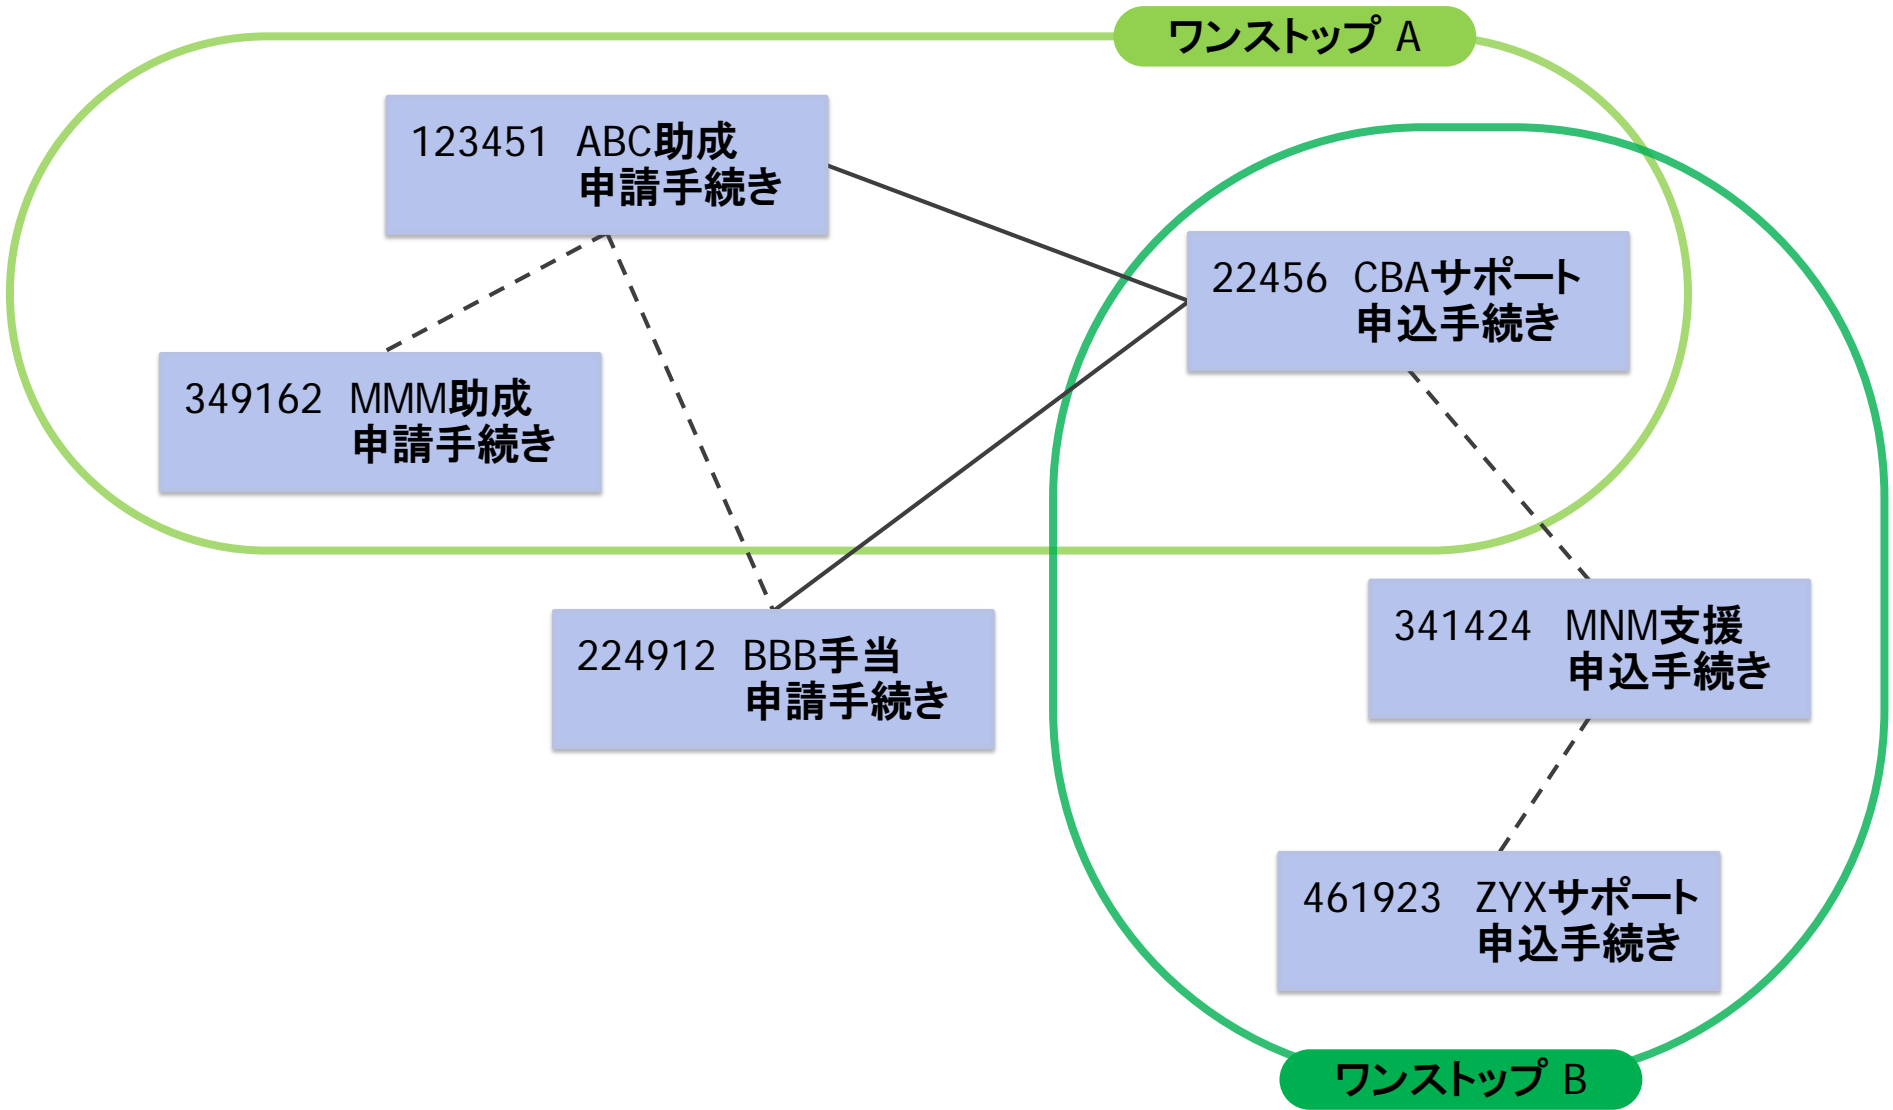 ワンストップ A
123451 ABC助成
申請手続き
22456 CBAサポート
申込手続き
349162 MMM助成
申請手続き
224912 BBB手当
申請手続き
341424 MNM支援
申込手続き
461923 ZYXサポート
申込手続き
ワンストップ B